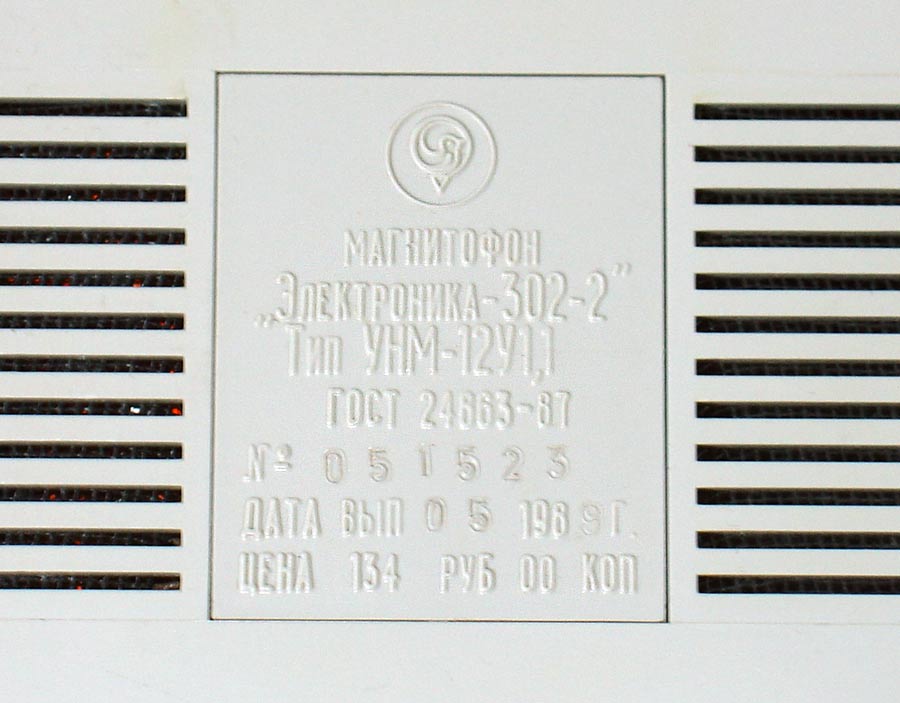 МАГНИТОФОН
„Электроника-302-2"
„Тип УНМ-12У1,1
ГОСТ 24863-87
№ 051523
ДАТА ВЫП 05 1989 г.
ЦЕНА 134 РУБ 00 КОП